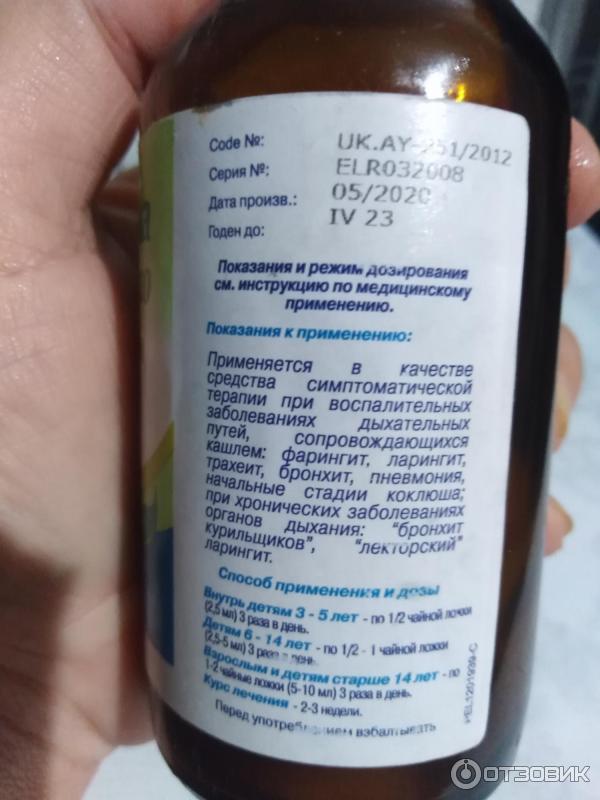 Code №: UK.AY-251/2012
Серия №: ELR032008
Дата произв.: 05/2020
Годен до: IV 23
Показания и режим дозирования
см. инструкцию по медицинскому
применению.
Показания к применению:
Применяется в качестве
средства симптоматической
терапии при воспалительных
заболеваниях дыхательных
путей, сопровождающихся
кашлем: фарингит, ларингит,
трахеит, бронхит, пневмония,
начальные стадии коклюша;
при хронических заболеваниях
органов дыхания: "бронхит
курильщиков", "лекторский"
ларингит.
Способ применения и дозы
Внутрь детям 3 - 5 лет - по 1/2 чайной ложки
(2,5 мл) 3 раза в день.
Детям 6 - 14 лет - по 1/2 - 1 чайной ложки
(2,5-5 мл) 3 раза в день.
Взрослым и детям старше 14 лет - по
1-2 чайные ложки (5-10 мл) 3 раза в день.
Курс лечения - 2-3 недели.
Перед употреблением взбалтывать
PEL1201939-C
ОТЗОВИК